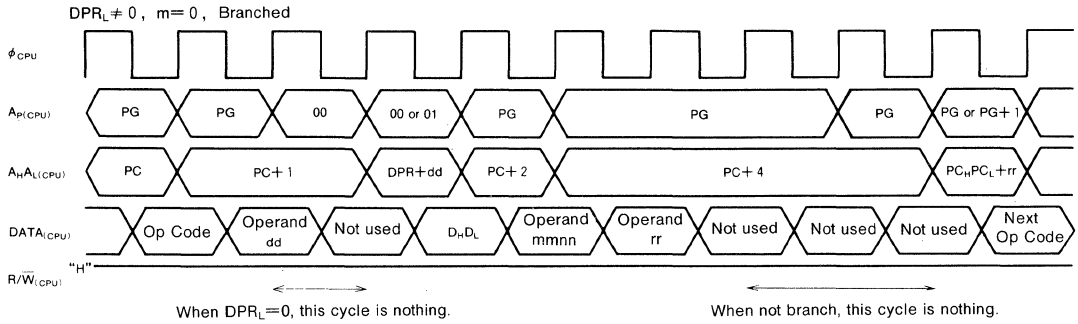 DPRL≠0, m=0, Branched
φCPU
AP(CPU) PG PG 00 00 or 01 PG PG PG PG or PG+1
AHAL(CPU) PC PC+1 DPR+dd PC+2 PC+4 PCHPCL+rr
DATA(CPU) Op Code Operand dd Not used DHDL Operand mmnn Operand rr Not used Not used Not used Next Op Code
R/W̅(CPU) "H"
When DPRL=0, this cycle is nothing. When not branch, this cycle is nothing.